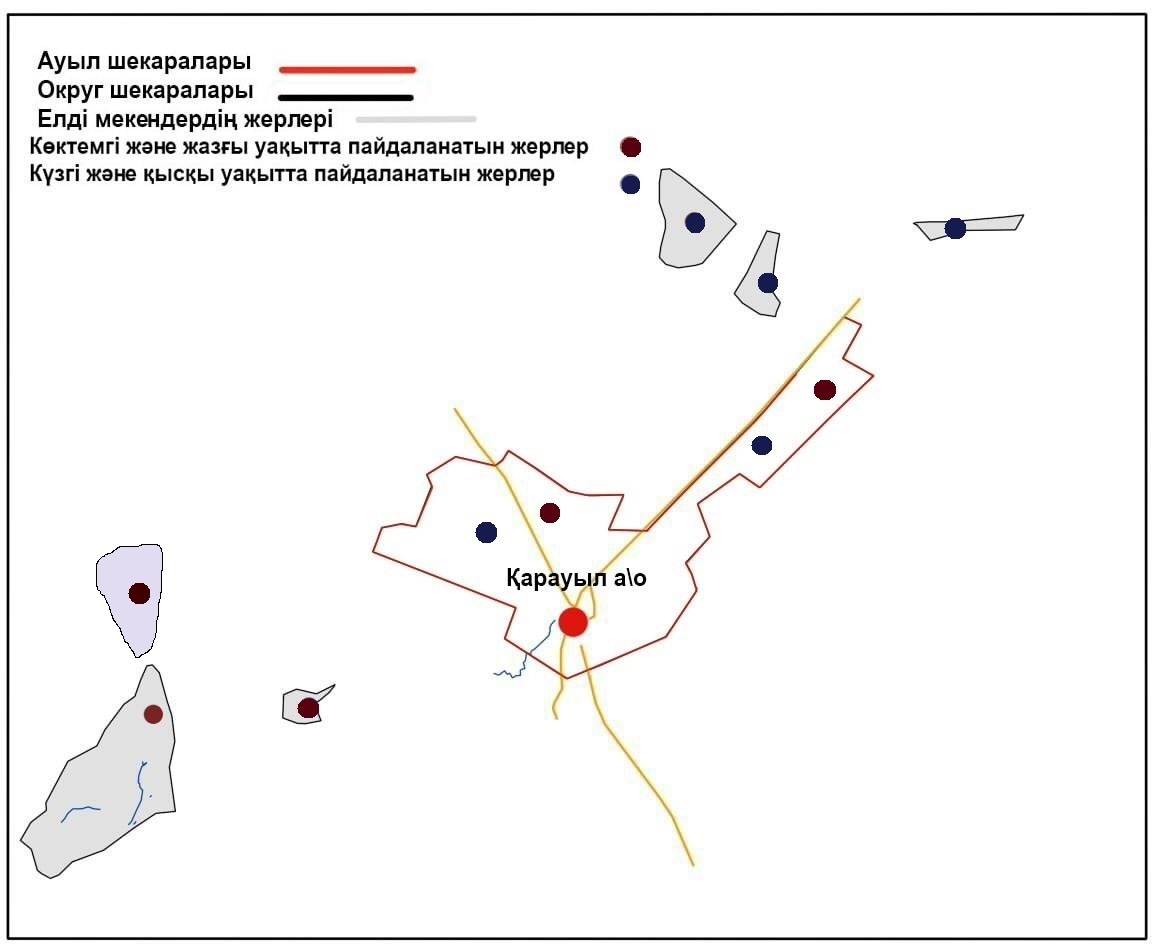 Ауыл шекаралары
Округ шекаралары
Елді мекендердің жерлері
Көктемгі және жазғы уақытта пайдаланатын жерлер
Күзгі және қысқы уақытта пайдаланатын жерлер
Қарауыл а\о